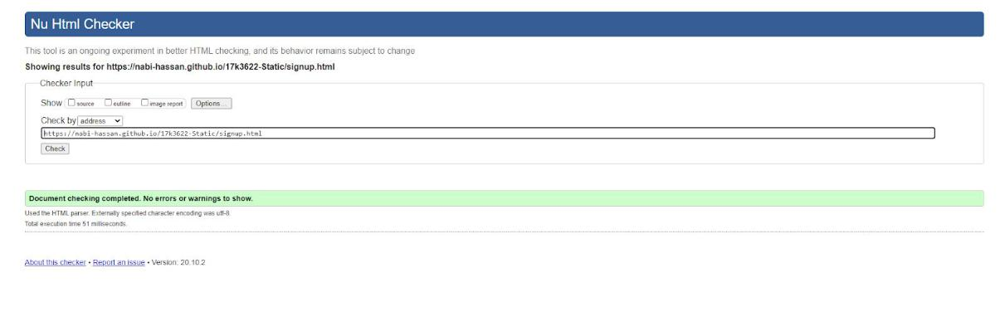 Nu Html Checker
This tool is an ongoing experiment in better HTML checking, and its behavior remains subject to change
Showing results for https://nabi-hassan.github.io/17k3622-Static/signup.html
Checker Input
Show source outline image report Options...
Check by address
https://nabi-hassan.github.io/17k3622-Static/signup.html
Check
Document checking completed. No errors or warnings to show.
Used the HTML parser. Externally specified character encoding was utf-8.
Total execution time 51 milliseconds.
About this checker • Report an issue • Version: 20.10.2